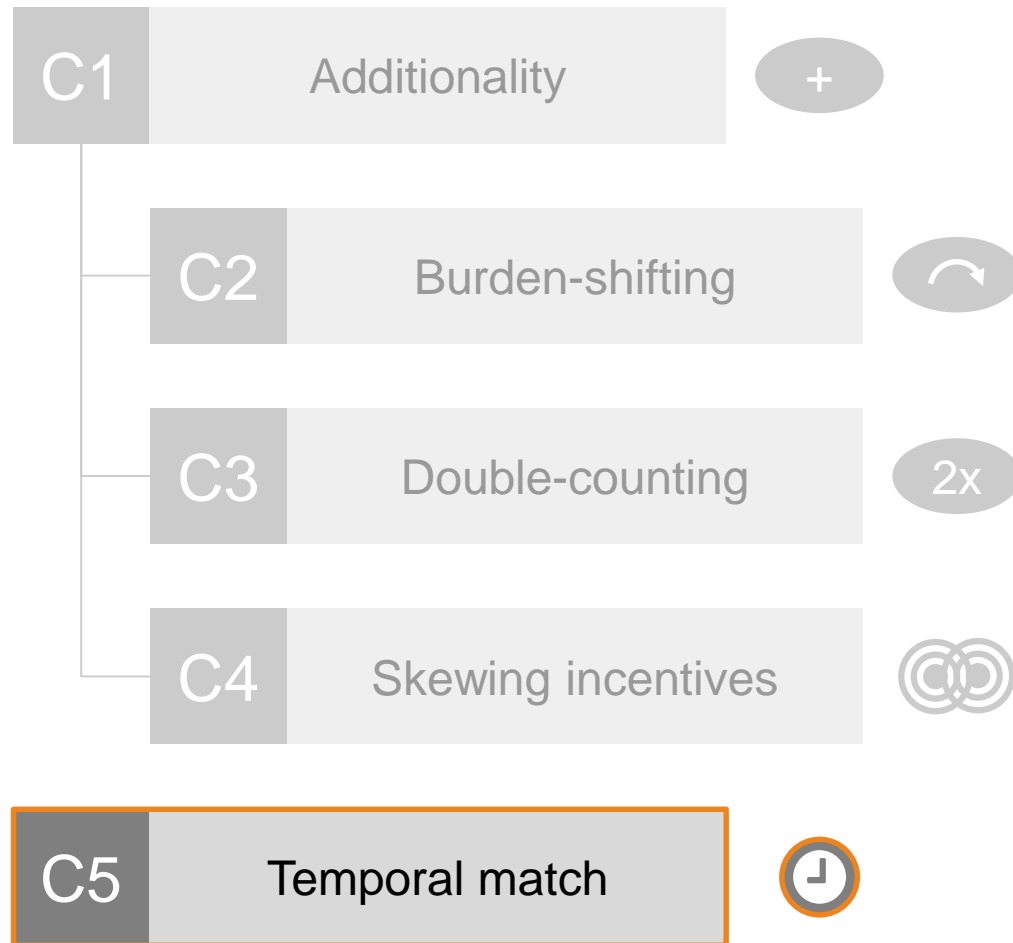 C1 Additionality +
C2 Burden-shifting
C3 Double-counting 2x
C4 Skewing incentives
C5 Temporal match